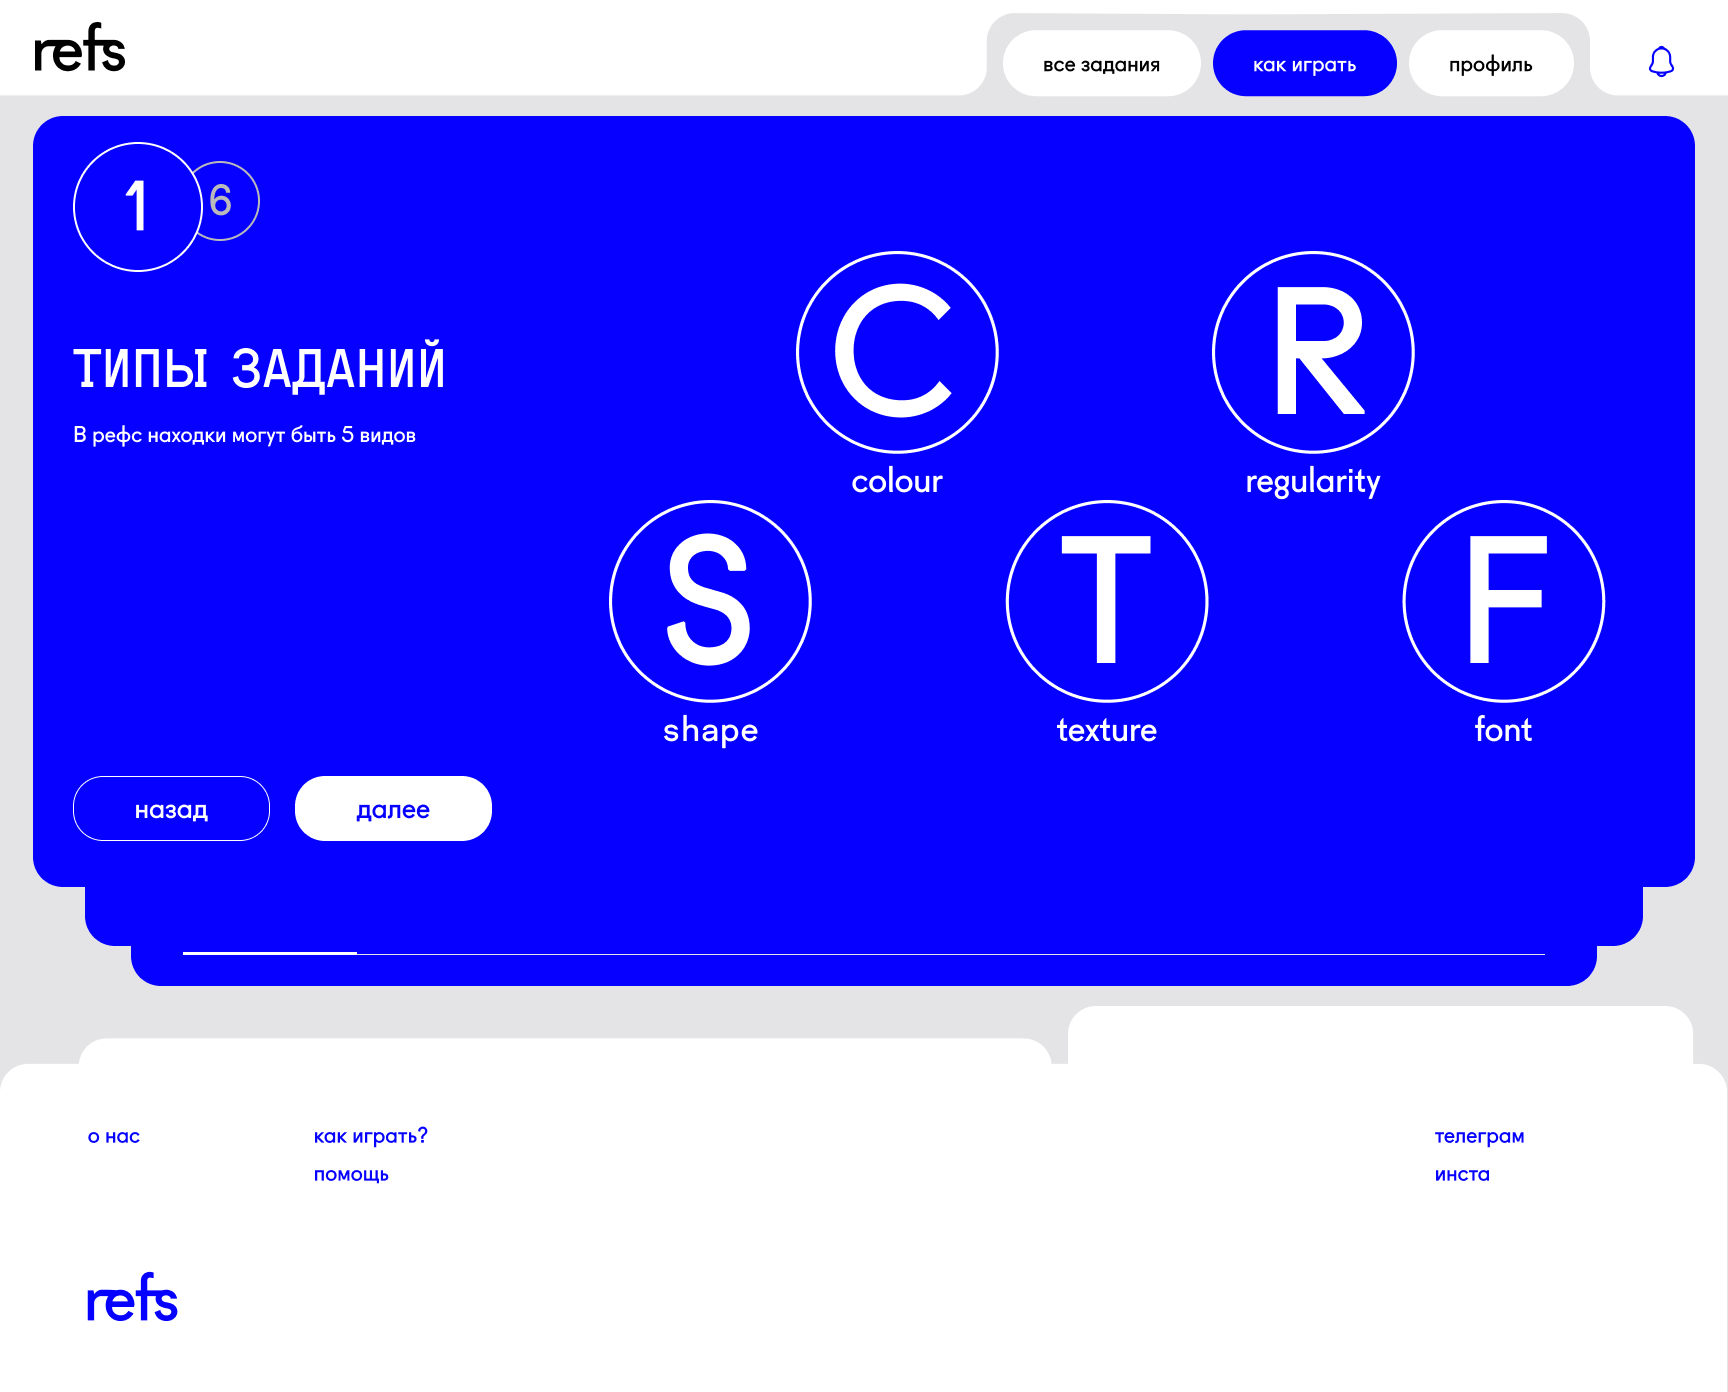 refs
все задания
как играть
профиль
1
6
ТИПЫ ЗАДАНИЙ
В рефс находки могут быть 5 видов
C
R
colour
regularity
S
T
F
shape
texture
font
назад
далее
о нас
как играть?
помощь
телеграм
инста
refs